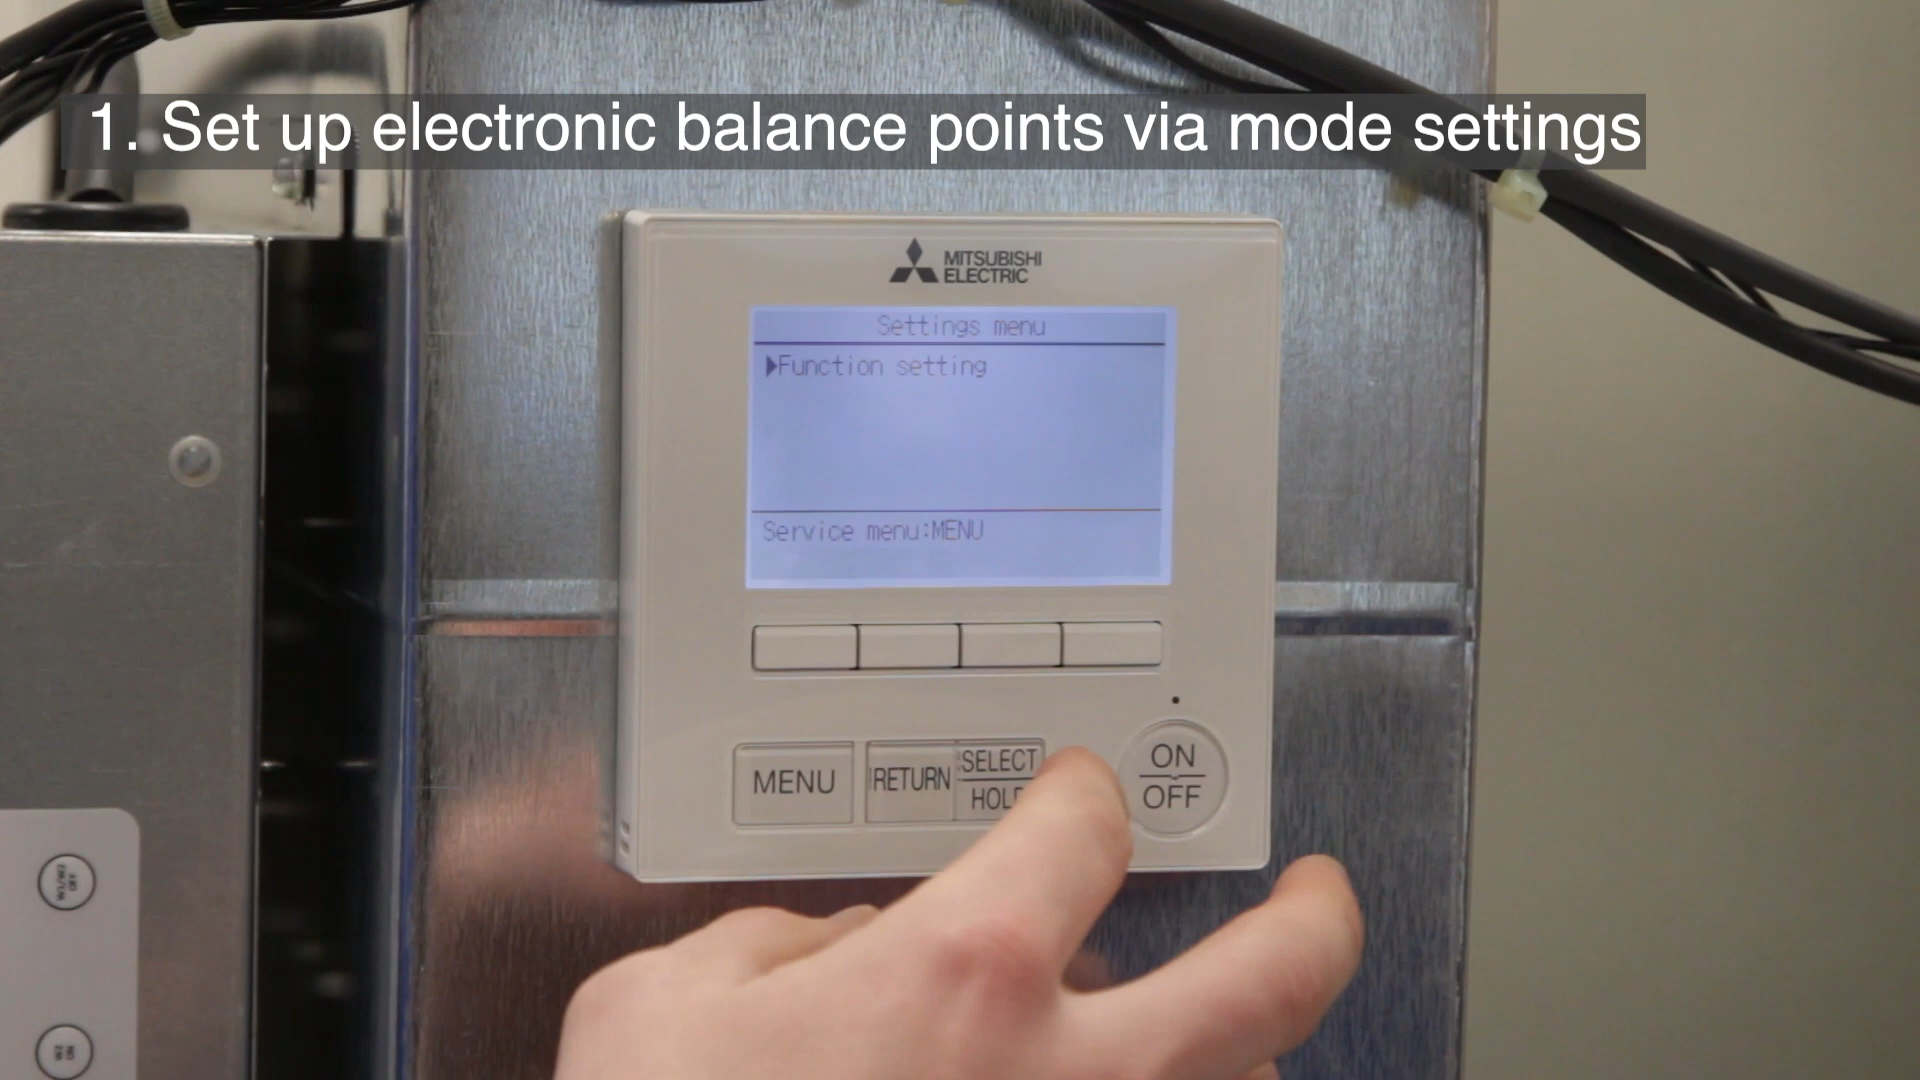 1. Set up electronic balance points via mode settings
MITSUBISHI
ELECTRIC
Settings menu
Function setting
Service menu:MENU
MENU
RETURN
SELECT
HOLD
ON
OFF